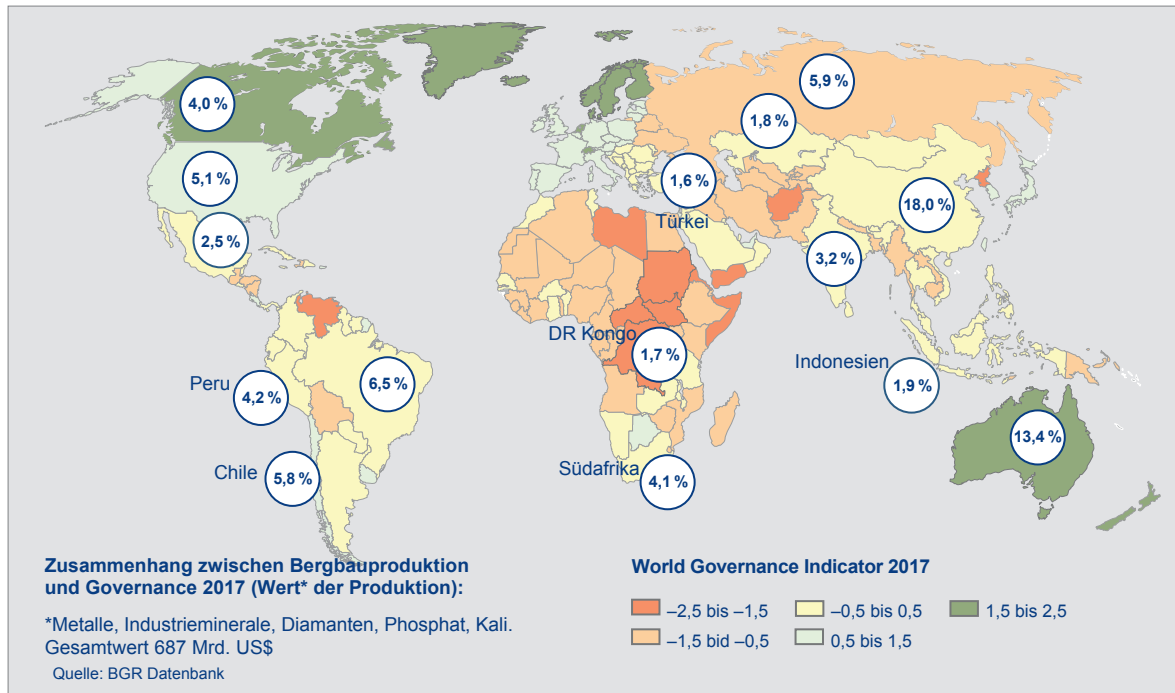 4,0 %
5,9 %
1,8 %
5,1 %
1,6 %
Türkei
18,0 %
2,5 %
3,2 %
DR Kongo
1,7 %
Indonesien
1,9 %
Peru
4,2 %
6,5 %
13,4 %
Chile
5,8 %
Südafrika
4,1 %
Zusammenhang zwischen Bergbauproduktion
und Governance 2017 (Wert* der Produktion):
*Metalle, Industrieminerale, Diamanten, Phosphat, Kali.
Gesamtwert 687 Mrd. US$
Quelle: BGR Datenbank
World Governance Indicator 2017
–2,5 bis –1,5
–0,5 bis 0,5
1,5 bis 2,5
–1,5 bid –0,5
0,5 bis 1,5